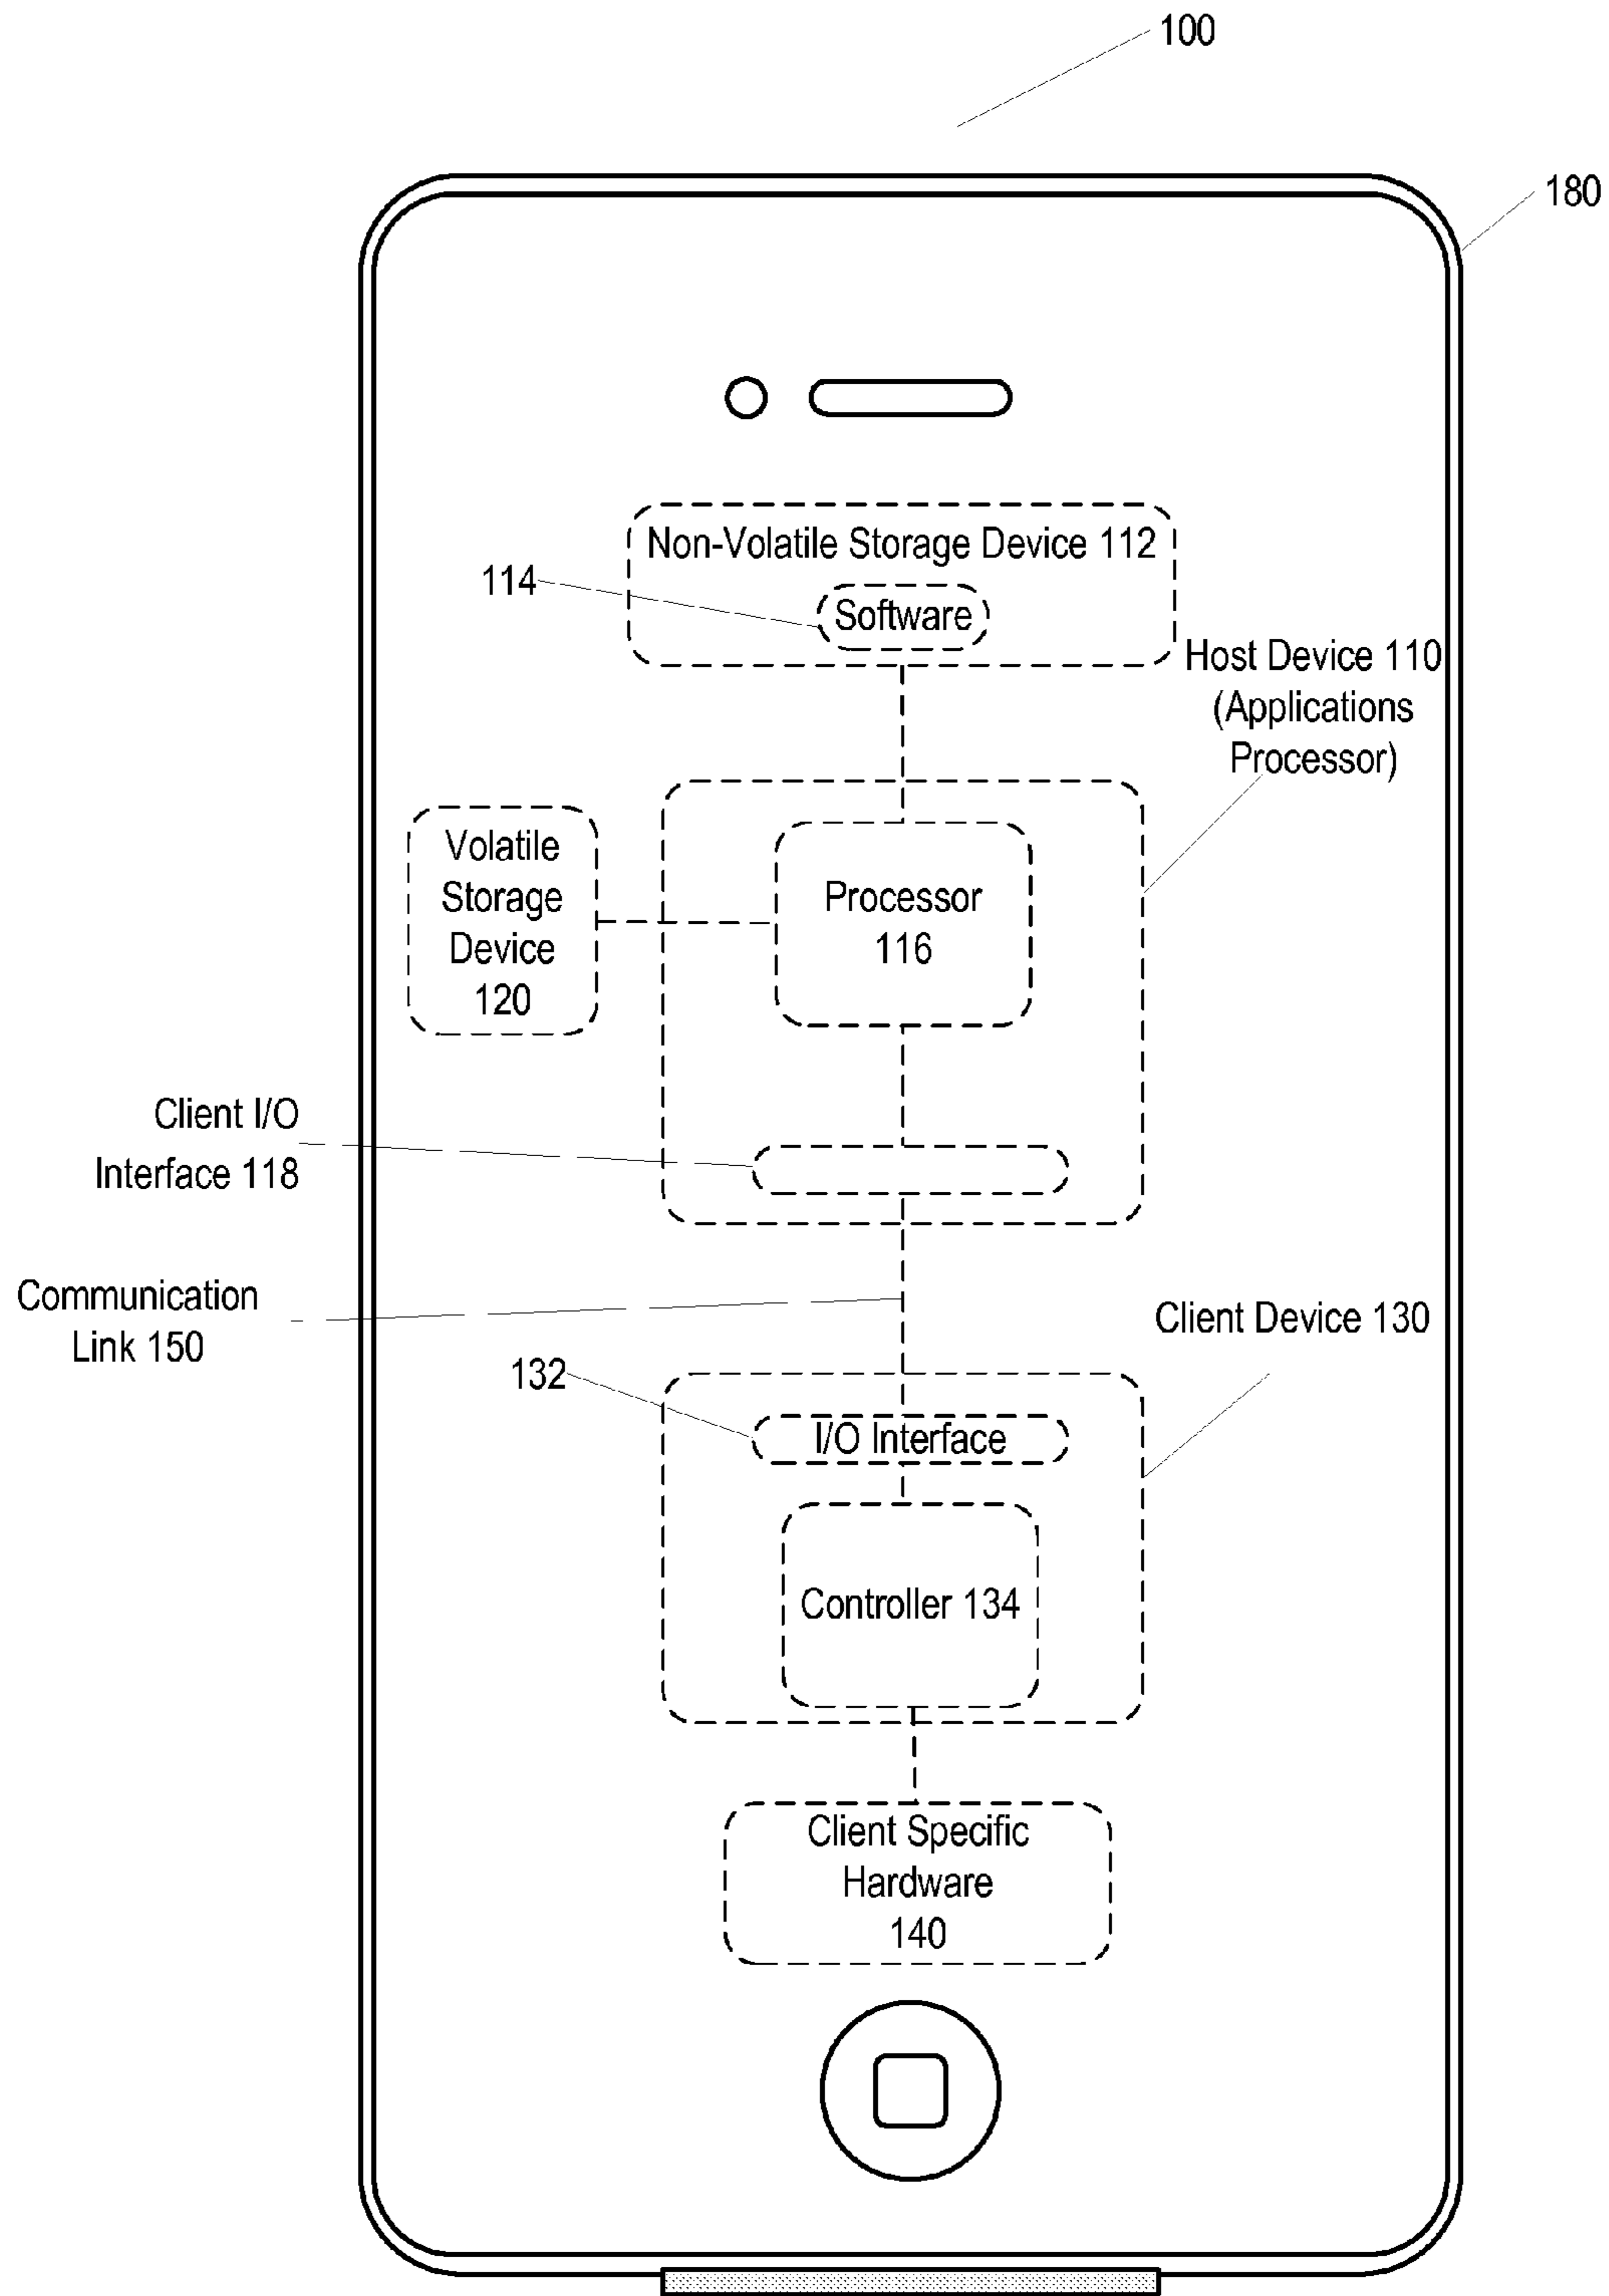 100
180
Non-Volatile Storage Device 112
114
Software
Host Device 110
(Applications
Processor)
Volatile
Storage
Device
120
Processor
116
Client I/O
Interface 118
Communication
Link 150
Client Device 130
132
I/O Interface
Controller 134
Client Specific
Hardware
140